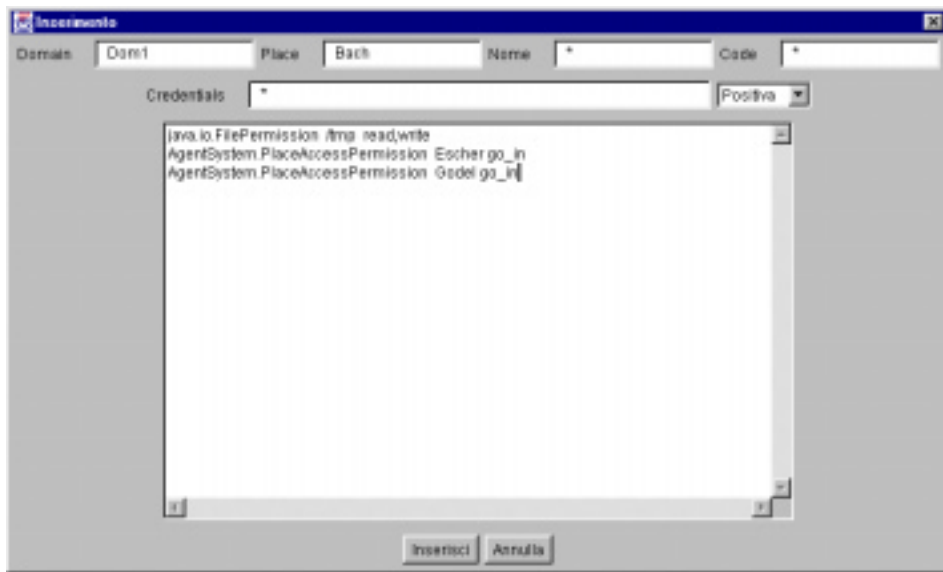 Inserimento
Domain Dom1 Place Bach Nome * Code *
Credentials * Positiva
java.io.FilePermission /tmp read,write
AgentSystem.PlaceAccessPermission Escher go_in
AgentSystem.PlaceAccessPermission Godel go_in
Inserisci Annulla